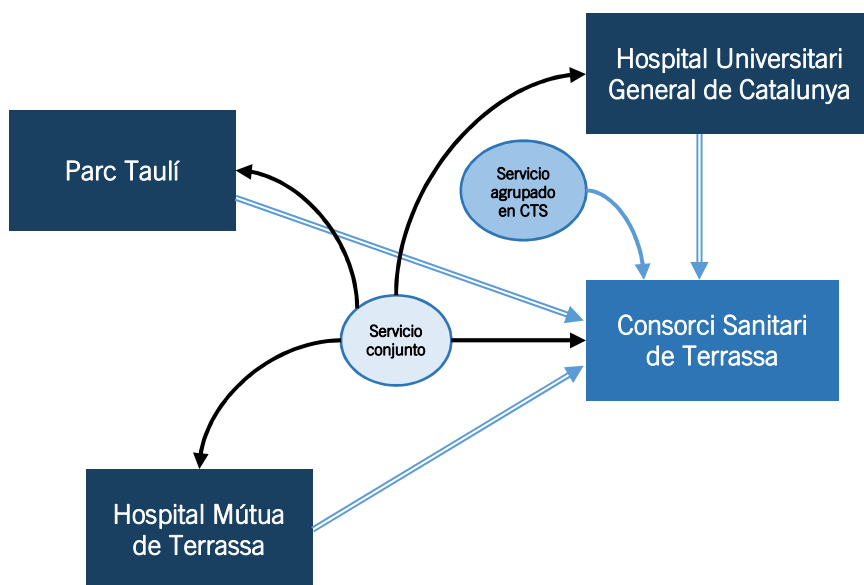 Hospital Universitari
General de Catalunya
Parc Taulí
Servicio
agrupado
en CTS
Consorci Sanitari
de Terrassa
Servicio
conjunto
Hospital Mútua
de Terrassa